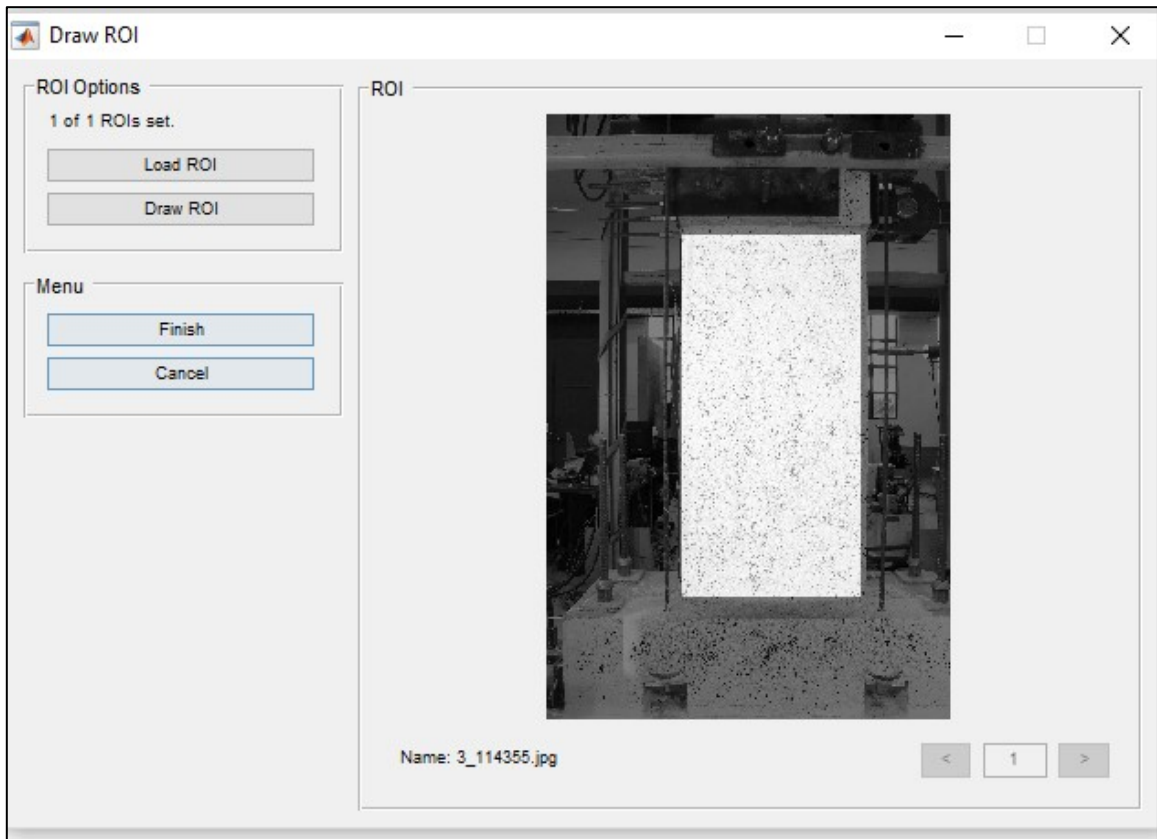 Draw ROI
ROI Options
1 of 1 ROIs set.
Load ROI
Draw ROI
Menu
Finish
Cancel
ROI
Name: 3_114355.jpg
< 1 >